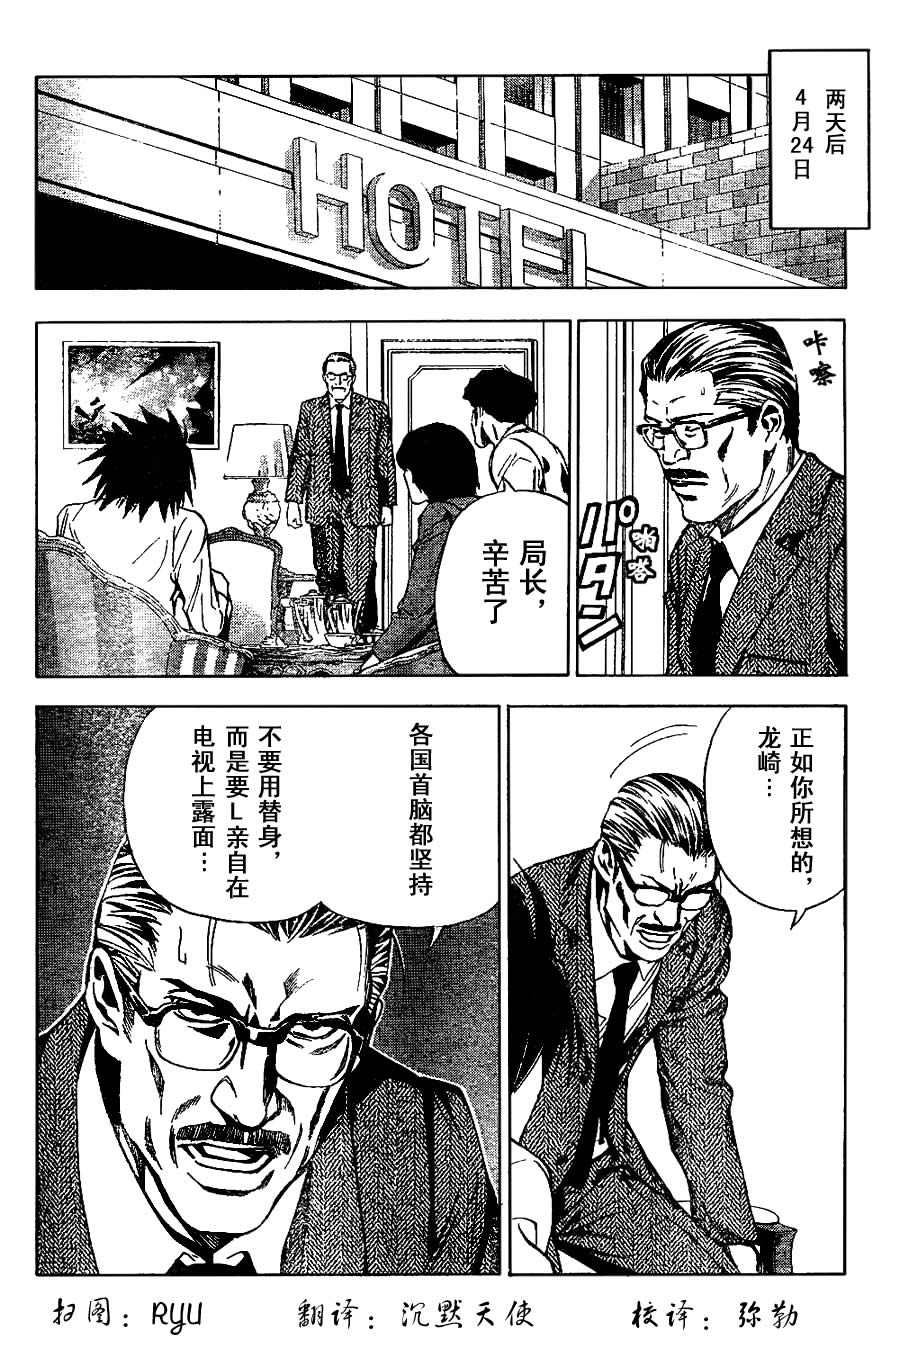 两天后
4月24日
HOTEL
咔嚓
パタン
啪嗒
局长，
辛苦了
正如你所想的，
龙崎…
各国首脑都坚持
不要用替身，
而是要L亲自在
电视上露面…
扫图：RyU
翻译：沉默天使
校译：弥勒